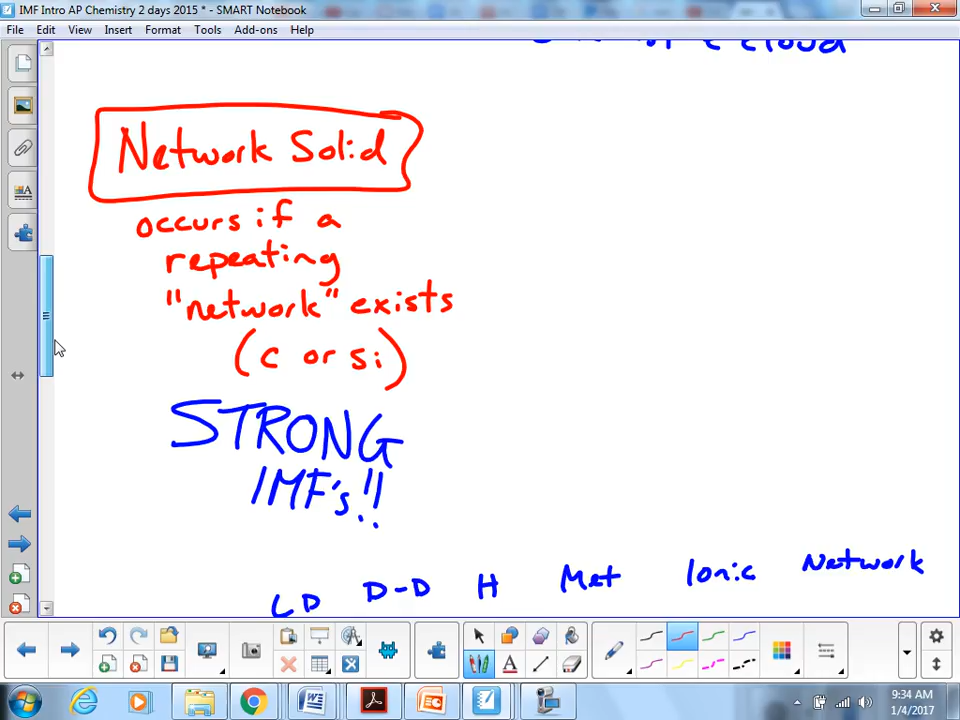 IMF Intro AP Chemistry 2 days 2015 * - SMART Notebook
File Edit View Insert Format Tools Add-ons Help
cloud
Network Solid
occurs if a
repeating
"network" exists
(C or Si)
STRONG
IMF's!!
LD D-D H Met Ionic Network
9:34 AM
1/4/2017